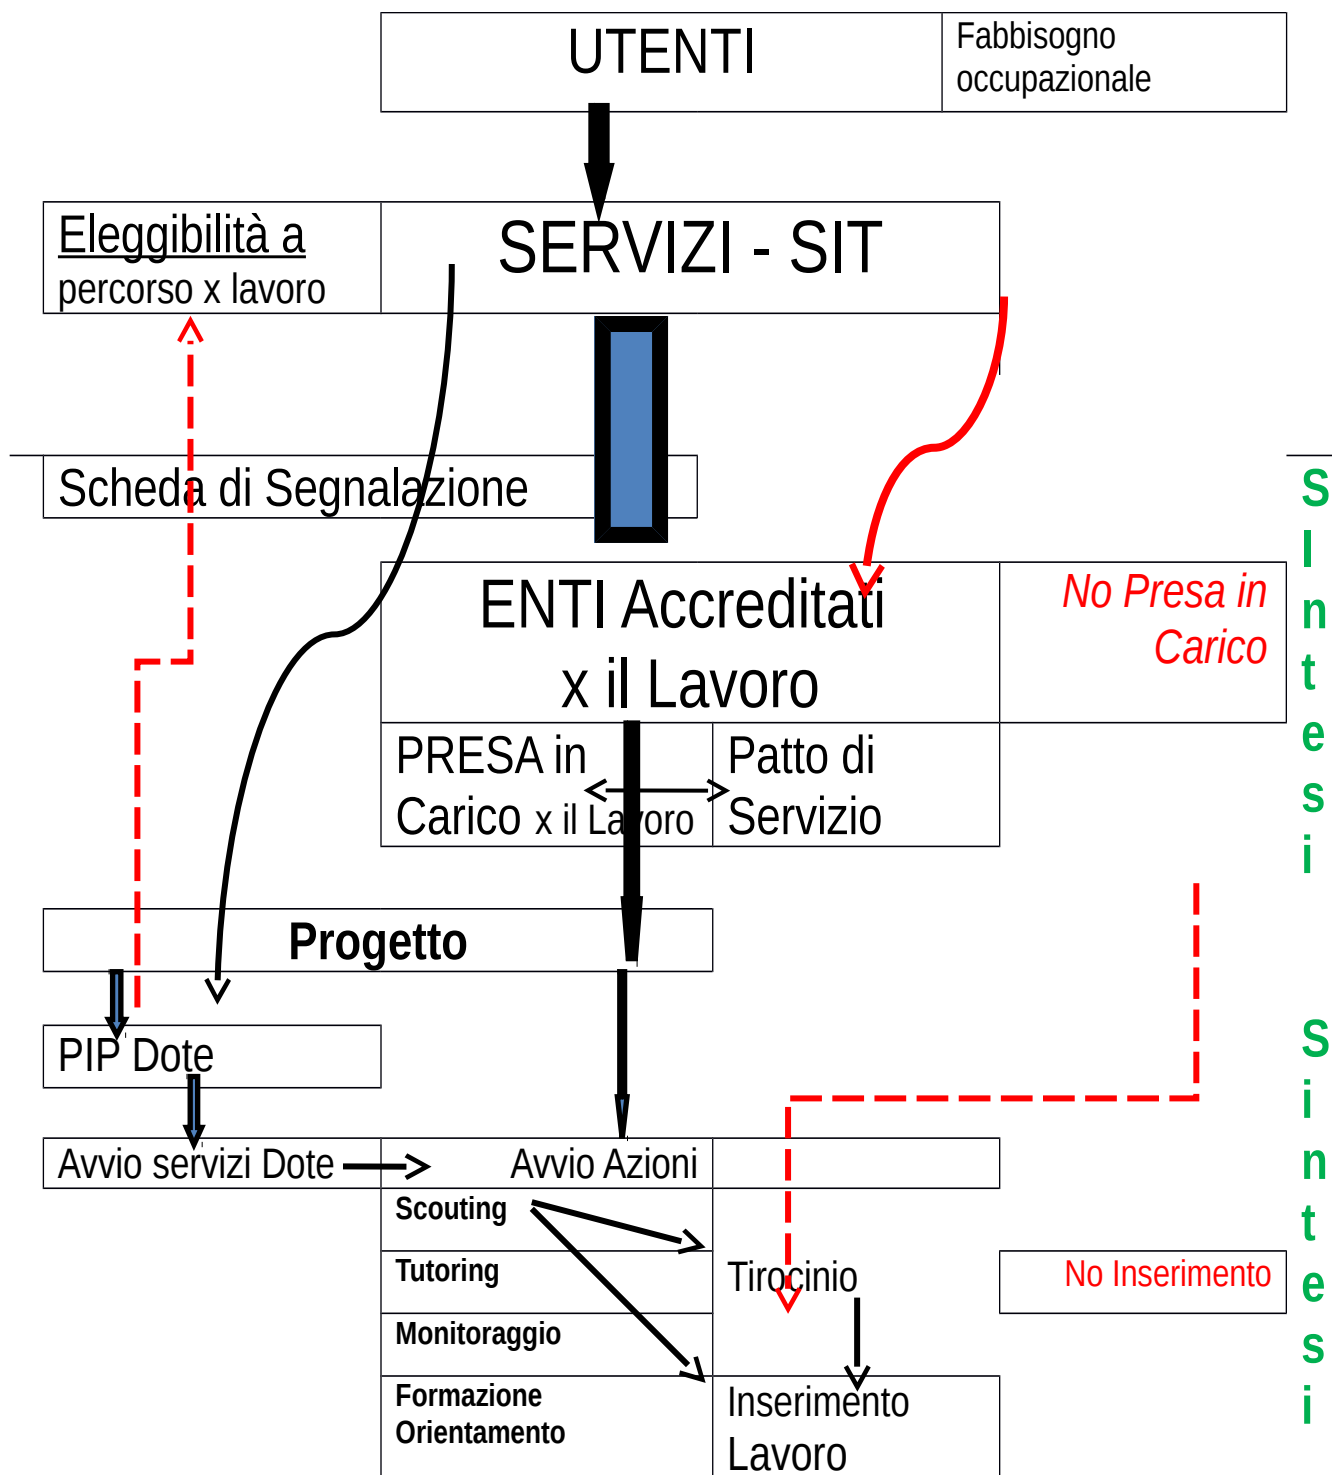 UTENTI
Fabbisogno
occupazionale
Eleggibilità a
percorso x lavoro
SERVIZI - SIT
Scheda di Segnalazione
ENTI Accreditati
x il Lavoro
No Presa in
Carico
PRESA in
Carico x il Lavoro
Patto di
Servizio
Progetto
PIP Dote
Avvio servizi Dote
Avvio Azioni
Scouting
Tutoring
Tirocinio
No Inserimento
Monitoraggio
Formazione
Orientamento
Inserimento
Lavoro
S
I
n
t
e
s
i
S
i
n
t
e
s
i